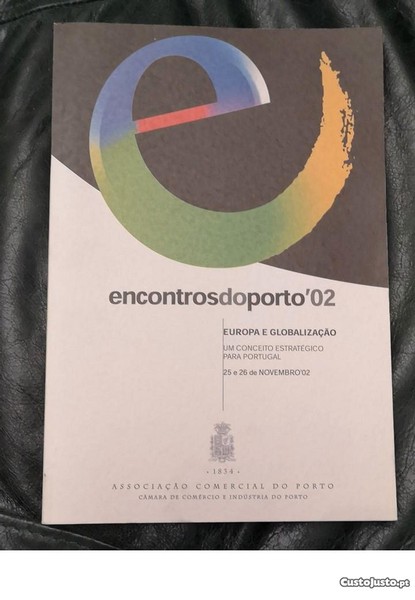 encontrosdoporto'02
EUROPA E GLOBALIZAÇÃO
UM CONCEITO ESTRATÉGICO
PARA PORTUGAL
25 e 26 de NOVEMBRO'02
· 1834 ·
ASSOCIAÇÃO COMERCIAL DO PORTO
CÂMARA DE COMÉRCIO E INDÚSTRIA DO PORTO
CustoJusto.pt